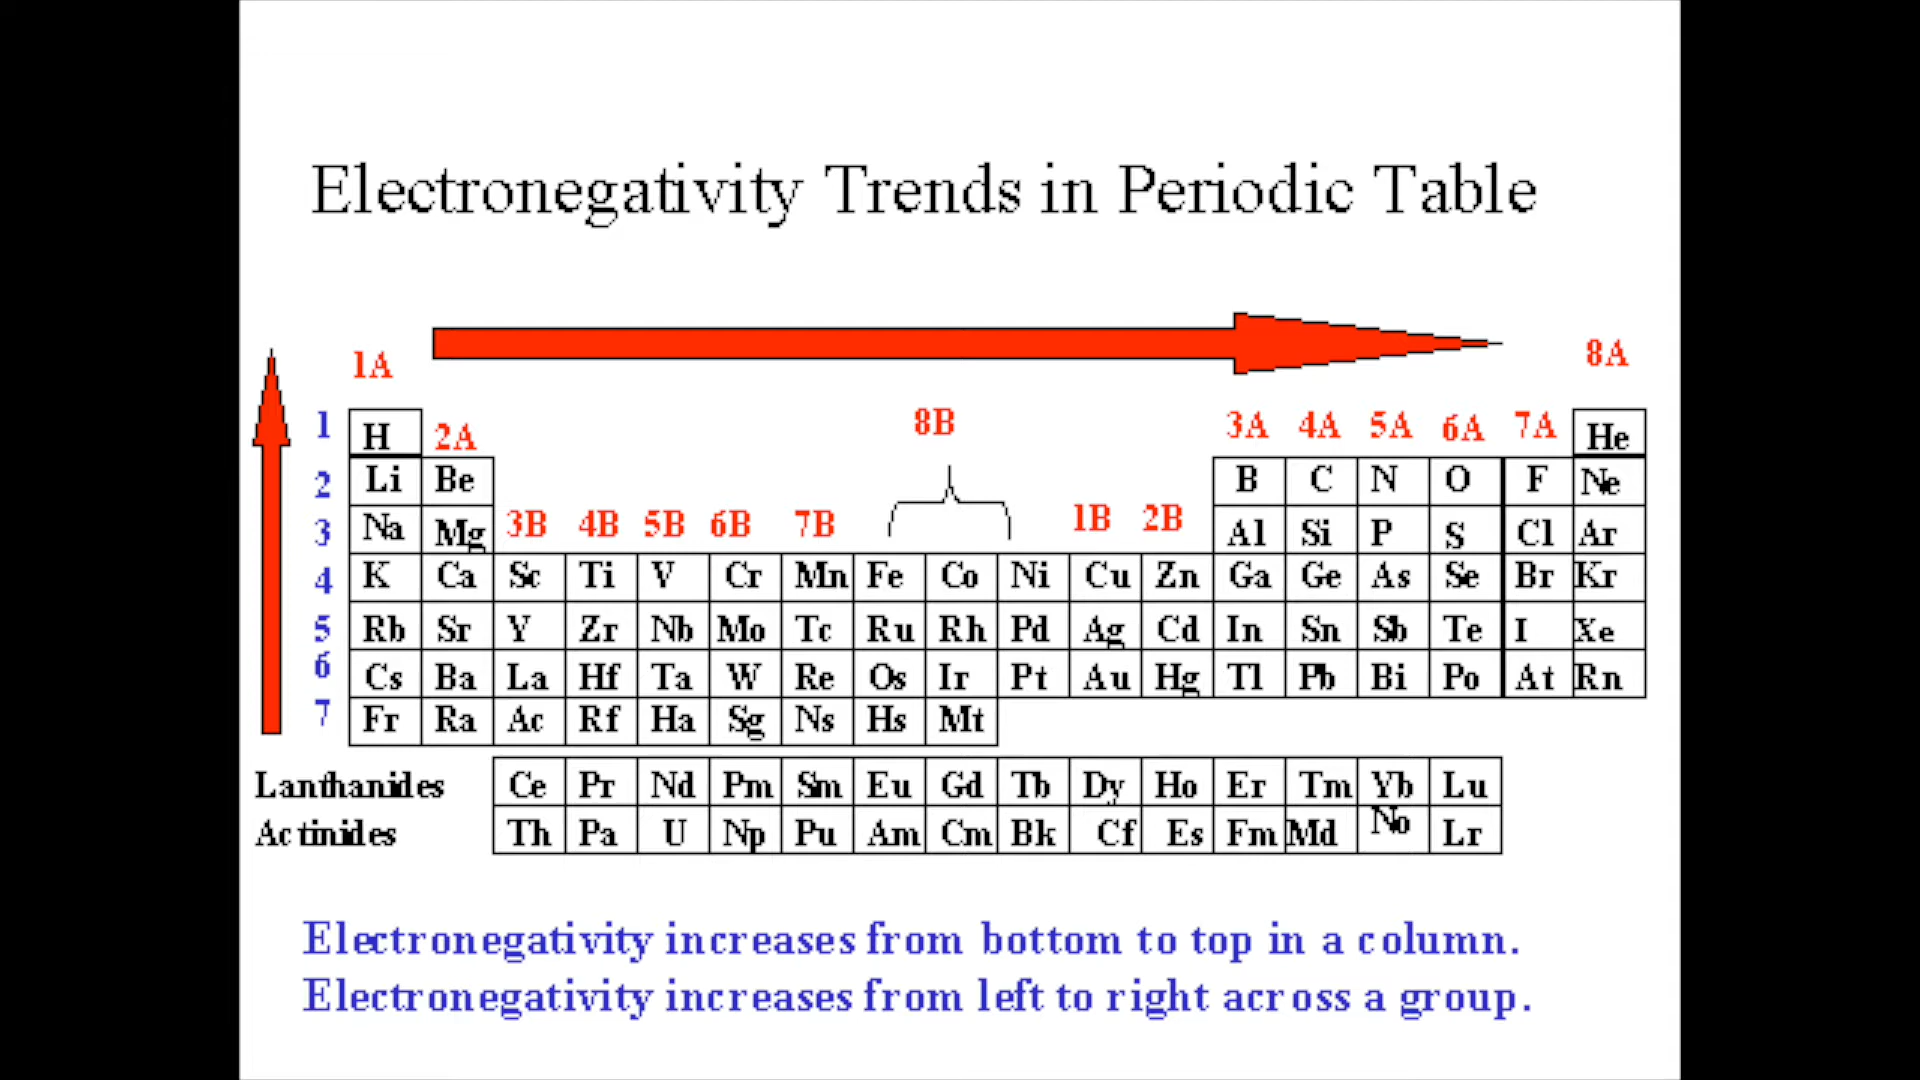 Electronegativity Trends in Periodic Table
1A 8A
1 H 2A 8B 3A 4A 5A 6A 7A He
2 Li Be B C N O F Ne
3 Na Mg 3B 4B 5B 6B 7B 1B 2B Al Si P S Cl Ar
4 K Ca Sc Ti V Cr Mn Fe Co Ni Cu Zn Ga Ge As Se Br Kr
5 Rb Sr Y Zr Nb Mo Tc Ru Rh Pd Ag Cd In Sn Sb Te I Xe
6 Cs Ba La Hf Ta W Re Os Ir Pt Au Hg Tl Pb Bi Po At Rn
7 Fr Ra Ac Rf Ha Sg Ns Hs Mt
Lanthanides Ce Pr Nd Pm Sm Eu Gd Tb Dy Ho Er Tm Yb Lu
Actinides Th Pa U Np Pu Am Cm Bk Cf Es Fm Md No Lr
Electronegativity increases from bottom to top in a column.
Electronegativity increases from left to right across a group.